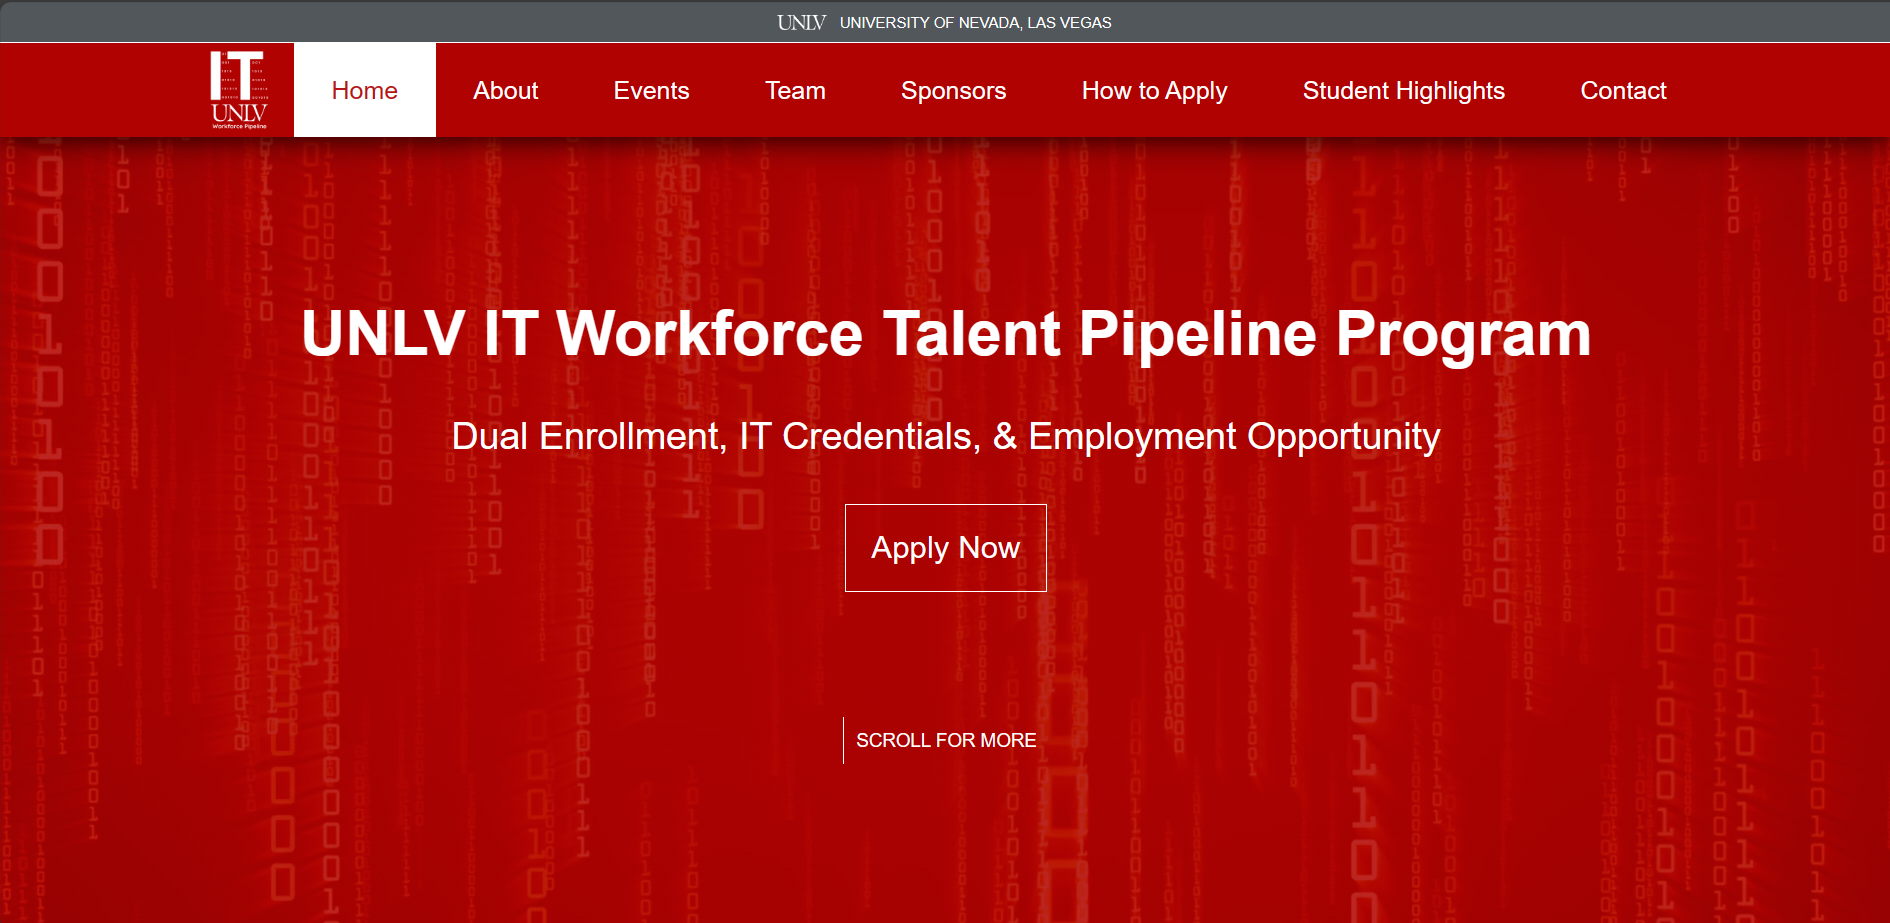 UNLV UNIVERSITY OF NEVADA, LAS VEGAS
IT
UNLV
Workforce Pipeline
Home About Events Team Sponsors How to Apply Student Highlights Contact
UNLV IT Workforce Talent Pipeline Program
Dual Enrollment, IT Credentials, & Employment Opportunity
Apply Now
SCROLL FOR MORE